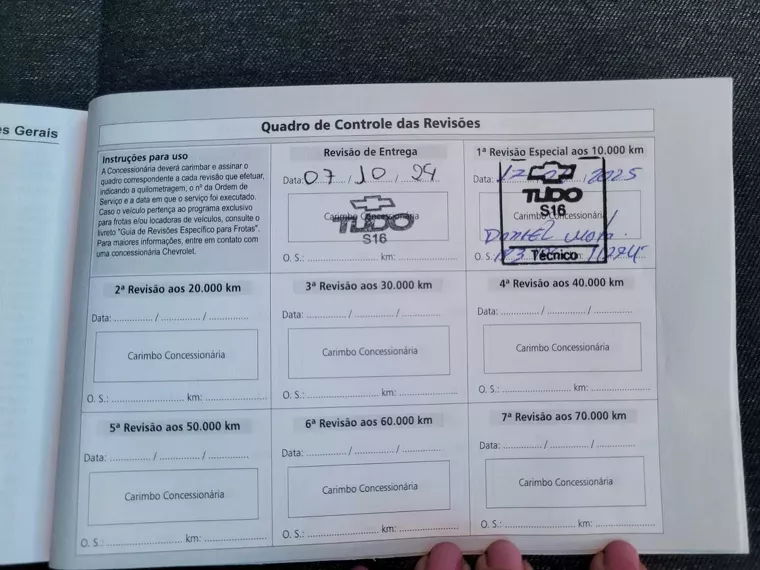 s Gerais
Quadro de Controle das Revisões
Instruções para uso
A Concessionária deverá carimbar e assinar o
quadro correspondente a cada revisão que efetuar,
indicando a quilometragem, o nº da Ordem de
Serviço e a data em que o serviço foi executado.
Caso o veículo pertença ao programa exclusivo
para frotas e/ou locadoras de veículos, consulte o
livreto "Guia de Revisões Específico para Frotas".
Para maiores informações, entre em contato com
uma concessionária Chevrolet.
Revisão de Entrega
Data: 07 / 10 / 24
Carimbo Concessionária
TUDO
S16
O. S.: km:
1ª Revisão Especial aos 10.000 km
Data: / / 2025
TUDO
S16
Carimbo Concessionária
Daniel
O. S.:
Técnico
2ª Revisão aos 20.000 km
Data: / /
Carimbo Concessionária
O. S.: km:
3ª Revisão aos 30.000 km
Data: / /
Carimbo Concessionária
O. S.: km:
4ª Revisão aos 40.000 km
Data: / /
Carimbo Concessionária
O. S.: km:
5ª Revisão aos 50.000 km
Data: / /
Carimbo Concessionária
O. S.: km:
6ª Revisão aos 60.000 km
Data: / /
Carimbo Concessionária
O. S.: km:
7ª Revisão aos 70.000 km
Data: / /
Carimbo Concessionária
O. S.: km: